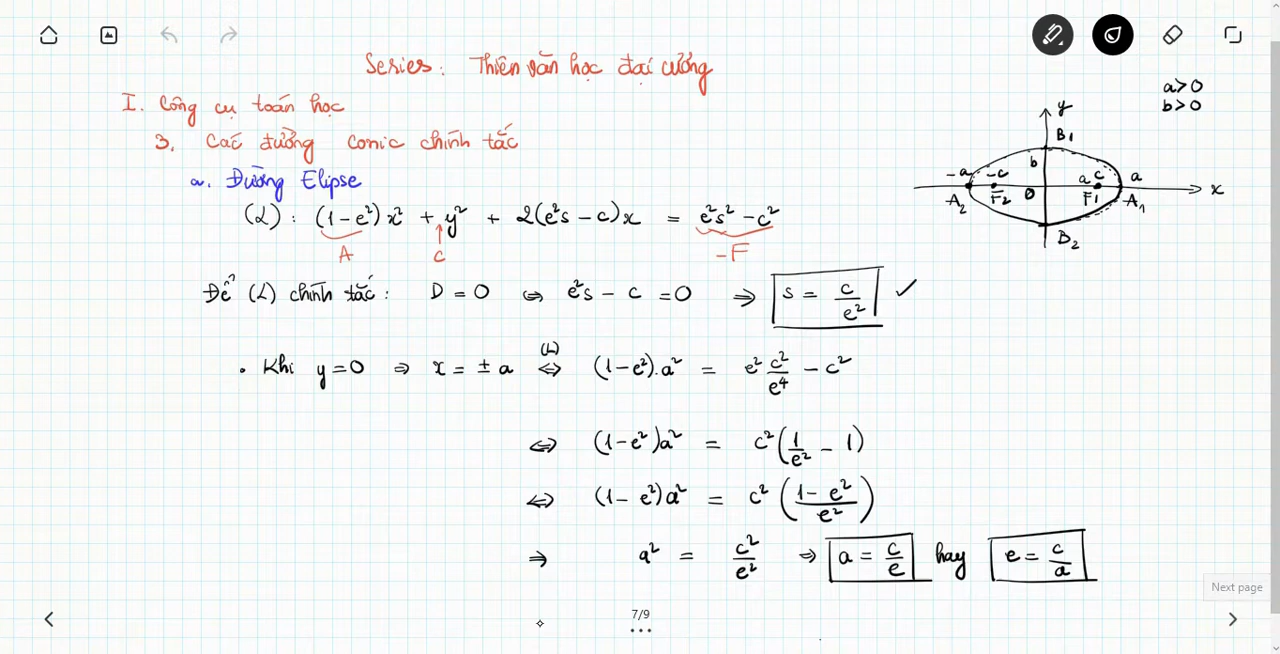 Series: Thiên văn học đại cương
I. Công cụ toán học
3. Các đường conic chính tắc
a. Đường Elipse
(L): (1-e²)x² + y² + 2(e²s - c)x = e²s² - c²
A C -F
Để (L) chính tắc: D = 0 ⇔ e²s - c = 0 ⇒ s = c/e² ✓
• Khi y=0 ⇒ x = ± a (L)⇔ (1-e²).a² = e² c²/e⁴ - c²
⇔ (1-e²)a² = c²(1/e² - 1)
⇔ (1-e²)a² = c²((1-e²)/e²)
⇒ a² = c²/e² ⇒ a = c/e hay e = c/a
a>0
b>0
y
B1
b
-a -c a c a
O x
A2 F2 F1 A1
B2
Next page
7/9